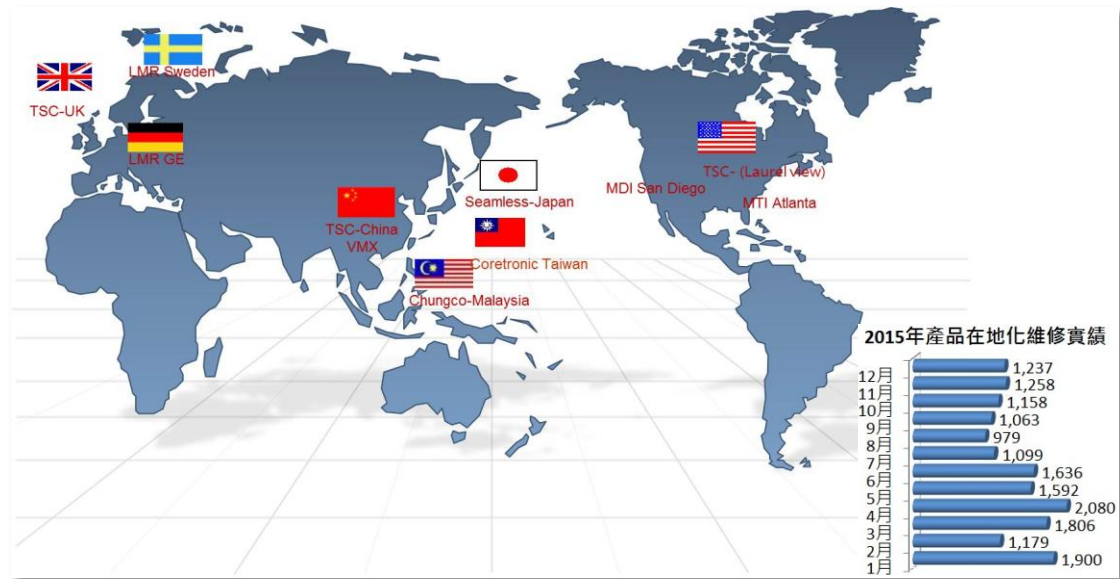 LMR Sweden
TSC-UK
LMR GE
TSC-China
VMX
Seamless-Japan
Coretronic Taiwan
Chungco-Malaysia
TSC- (Laurel view)
MDI San Diego
MTI Atlanta
2015年產品在地化維修實績
12月 1,237
11月 1,258
10月 1,158
9月 1,063
8月 979
7月 1,099
6月 1,636
5月 1,592
4月 2,080
3月 1,806
2月 1,179
1月 1,900